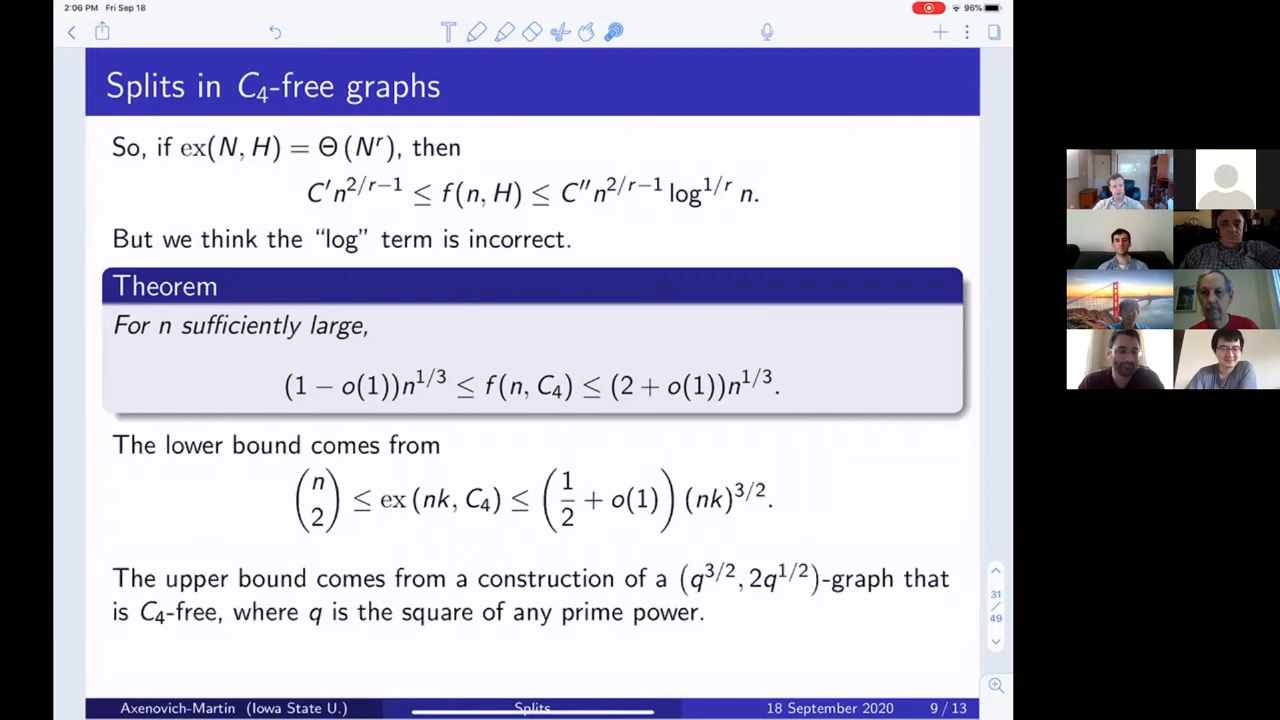 2:06 PM Fri Sep 18
96%
Splits in C₄-free graphs
So, if ex(N, H) = Θ(Nʳ), then
C′n^{2/r−1} ≤ f(n, H) ≤ C″n^{2/r−1} log^{1/r} n.
But we think the “log” term is incorrect.
Theorem
For n sufficiently large,
(1 − o(1))n^{1/3} ≤ f(n, C₄) ≤ (2 + o(1))n^{1/3}.
The lower bound comes from
(n 2) ≤ ex(nk, C₄) ≤ (1/2 + o(1)) (nk)^{3/2}.
The upper bound comes from a construction of a (q^{3/2}, 2q^{1/2})-graph that
is C₄-free, where q is the square of any prime power.
31
/
49
Axenovich-Martin (Iowa State U.) Splits 18 September 2020 9 / 13